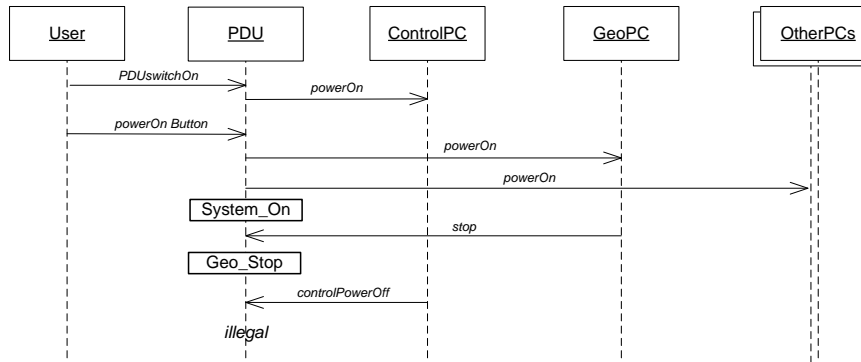 User
PDU
ControlPC
GeoPC
OtherPCs
PDUswitchOn
powerOn
powerOn Button
powerOn
powerOn
System_On
stop
Geo_Stop
controlPowerOff
illegal